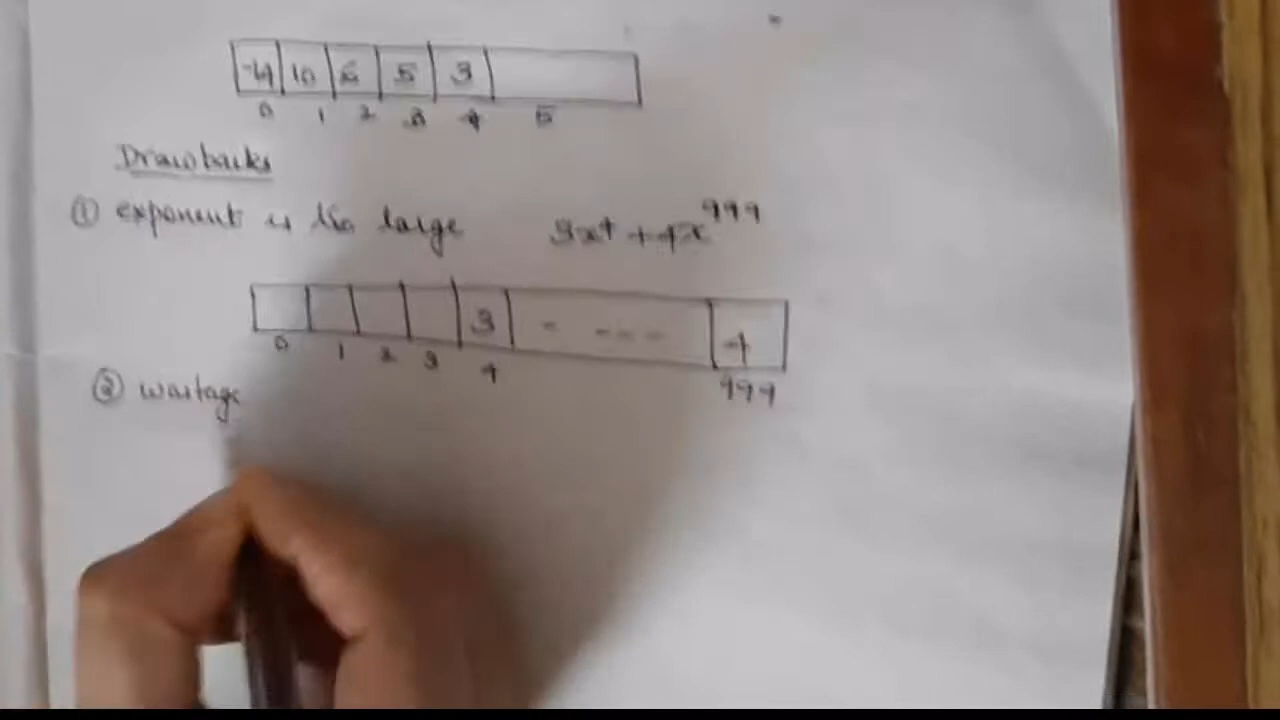 -4 10 6 5 3
0 1 2 3 4 5
Drawbacks
① exponent is too large 3x⁴ + 4x⁹⁹⁹
3 - --- 4
0 1 2 3 4 999
② wastage